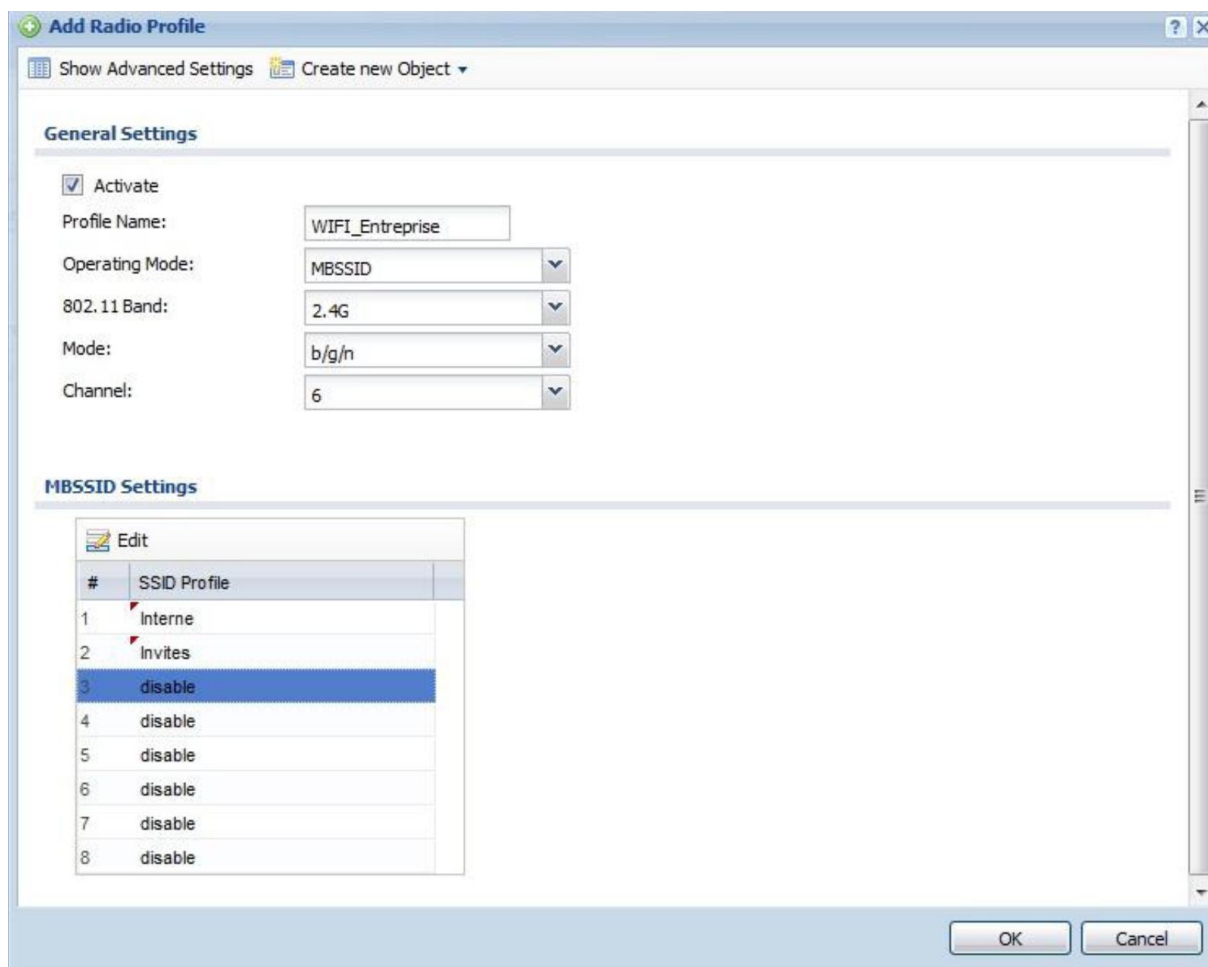 Add Radio Profile
Show Advanced Settings Create new Object
General Settings
Activate
Profile Name: WIFI_Entreprise
Operating Mode: MBSSID
802.11 Band: 2.4G
Mode: b/g/n
Channel: 6
MBSSID Settings
Edit
# SSID Profile
1 Interne
2 Invites
3 disable
4 disable
5 disable
6 disable
7 disable
8 disable
OK Cancel